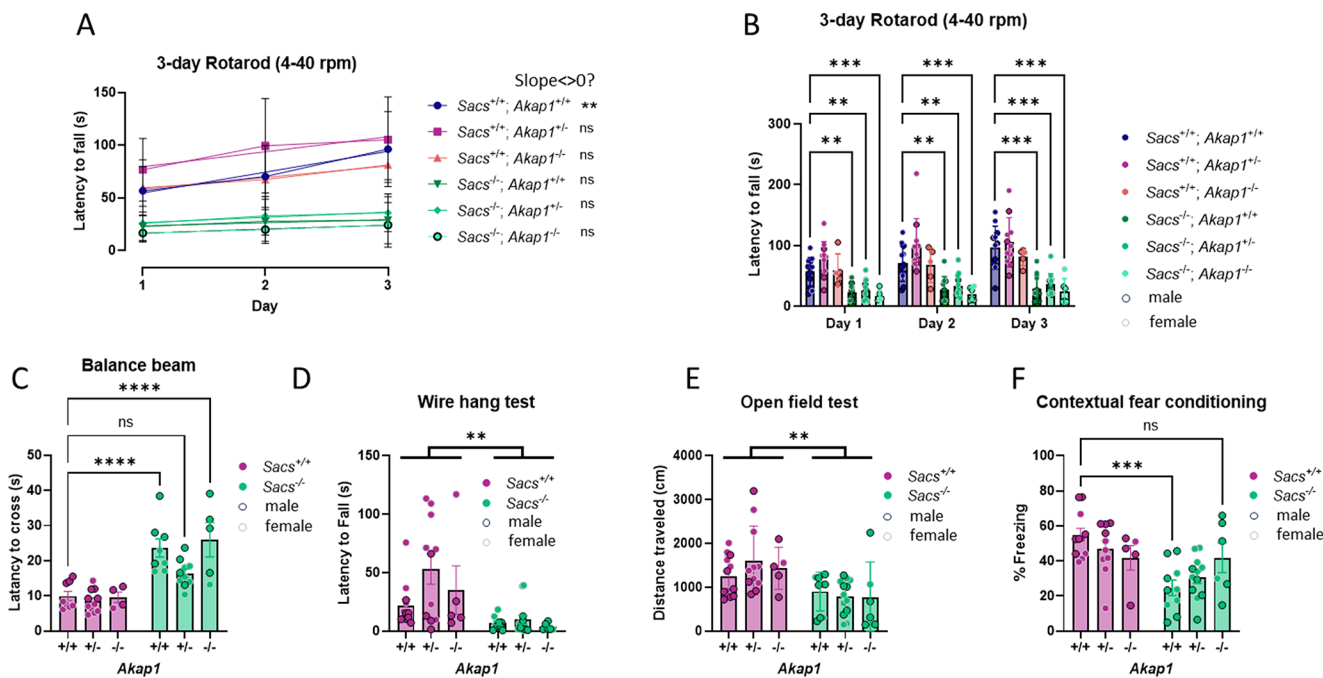 A
3-day Rotarod (4-40 rpm)
Slope<>0?
Latency to fall (s)
150
100
50
0
1
2
3
Day
Sacs+/+; Akap1+/+ **
Sacs+/+; Akap1+/- ns
Sacs+/+; Akap1-/- ns
Sacs-/-; Akap1+/+ ns
Sacs-/-; Akap1+/- ns
Sacs-/-; Akap1-/- ns
B
3-day Rotarod (4-40 rpm)
*** *** ***
** ** ***
** ** ***
Latency to fall (s)
300
200
100
0
Day 1 Day 2 Day 3
Sacs+/+; Akap1+/+
Sacs+/+; Akap1+/-
Sacs+/+; Akap1-/-
Sacs-/-; Akap1+/+
Sacs-/-; Akap1+/-
Sacs-/-; Akap1-/-
male
female
C
Balance beam
****
ns
****
Latency to cross (s)
50
40
30
20
10
0
+/+ +/- -/- +/+ +/- -/-
Akap1
Sacs+/+
Sacs-/-
male
female
D
Wire hang test
**
Latency to Fall (s)
150
100
50
0
+/+ +/- -/- +/+ +/- -/-
Akap1
Sacs+/+
Sacs-/-
male
female
E
Open field test
**
Distance traveled (cm)
4000
3000
2000
1000
0
+/+ +/- -/- +/+ +/- -/-
Akap1
Sacs+/+
Sacs-/-
male
female
F
Contextual fear conditioning
ns
***
% Freezing
100
80
60
40
20
0
+/+ +/- -/- +/+ +/- -/-
Akap1
Sacs+/+
Sacs-/-
male
female